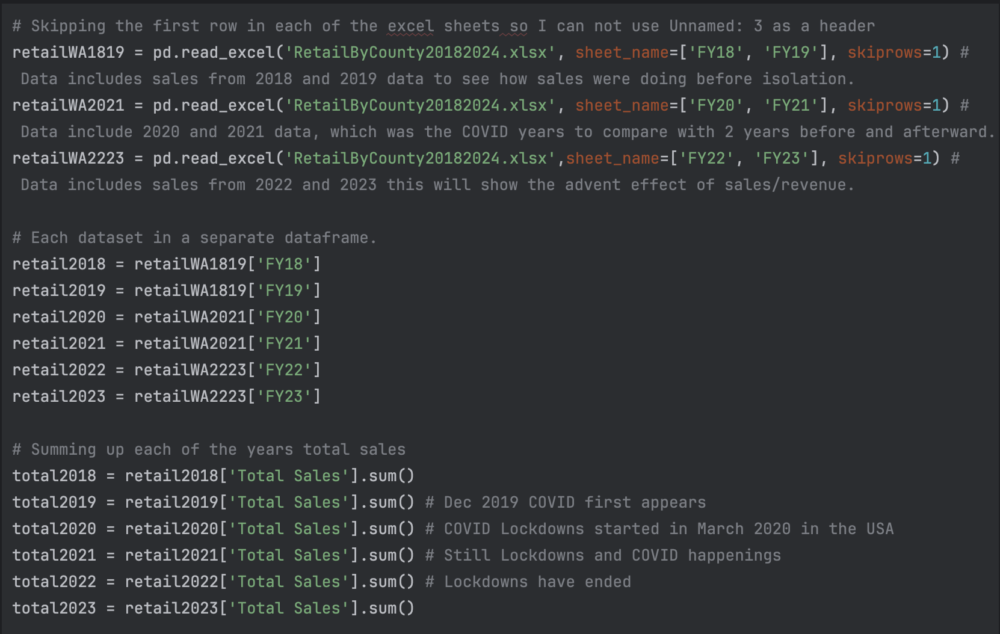 # Skipping the first row in each of the excel sheets so I can not use Unnamed: 3 as a header
retailWA1819 = pd.read_excel('RetailByCounty20182024.xlsx', sheet_name=['FY18', 'FY19'], skiprows=1) #
Data includes sales from 2018 and 2019 data to see how sales were doing before isolation.
retailWA2021 = pd.read_excel('RetailByCounty20182024.xlsx', sheet_name=['FY20', 'FY21'], skiprows=1) #
Data include 2020 and 2021 data, which was the COVID years to compare with 2 years before and afterward.
retailWA2223 = pd.read_excel('RetailByCounty20182024.xlsx',sheet_name=['FY22', 'FY23'], skiprows=1) #
Data includes sales from 2022 and 2023 this will show the advent effect of sales/revenue.
# Each dataset in a separate dataframe.
retail2018 = retailWA1819['FY18']
retail2019 = retailWA1819['FY19']
retail2020 = retailWA2021['FY20']
retail2021 = retailWA2021['FY21']
retail2022 = retailWA2223['FY22']
retail2023 = retailWA2223['FY23']
# Summing up each of the years total sales
total2018 = retail2018['Total Sales'].sum()
total2019 = retail2019['Total Sales'].sum() # Dec 2019 COVID first appears
total2020 = retail2020['Total Sales'].sum() # COVID Lockdowns started in March 2020 in the USA
total2021 = retail2021['Total Sales'].sum() # Still Lockdowns and COVID happenings
total2022 = retail2022['Total Sales'].sum() # Lockdowns have ended
total2023 = retail2023['Total Sales'].sum()